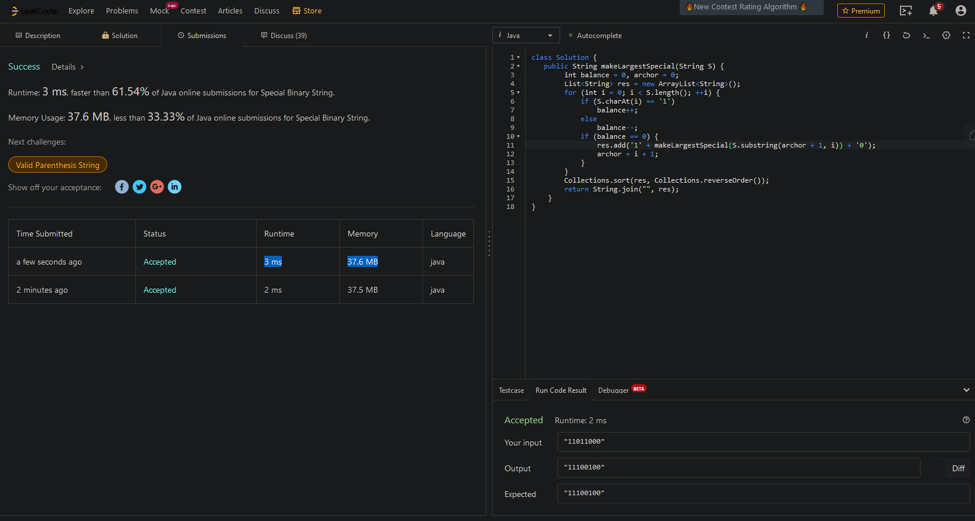 LeetCode
Explore
Problems
Mock
New
Contest
Articles
Discuss
Store
🔥New Contest Rating Algorithm 🔥
Premium
5
Description
Solution
Submissions
Discuss (39)
Success
Details
Runtime: 3 ms, faster than 61.54% of Java online submissions for Special Binary String.
Memory Usage: 37.6 MB, less than 33.33% of Java online submissions for Special Binary String.
Next challenges:
Valid Parenthesis String
Show off your acceptance:
Time Submitted Status Runtime Memory Language
a few seconds ago Accepted 3 ms 37.6 MB java
2 minutes ago Accepted 2 ms 37.5 MB java
i Java
Autocomplete
1 class Solution {
2 public String makeLargestSpecial(String S) {
3 int balance = 0, archor = 0;
4 List<String> res = new ArrayList<String>();
5 for (int i = 0; i < S.length(); ++i) {
6 if (S.charAt(i) == '1')
7 balance++;
8 else
9 balance--;
10 if (balance == 0) {
11 res.add('1' + makeLargestSpecial(S.substring(archor + 1, i)) + '0');
12 archor = i + 1;
13 }
14 }
15 Collections.sort(res, Collections.reverseOrder());
16 return String.join("", res);
17 }
18 }
Testcase
Run Code Result
Debugger BETA
Accepted Runtime: 2 ms
Your input "11011000"
Output "11100100" Diff
Expected "11100100"